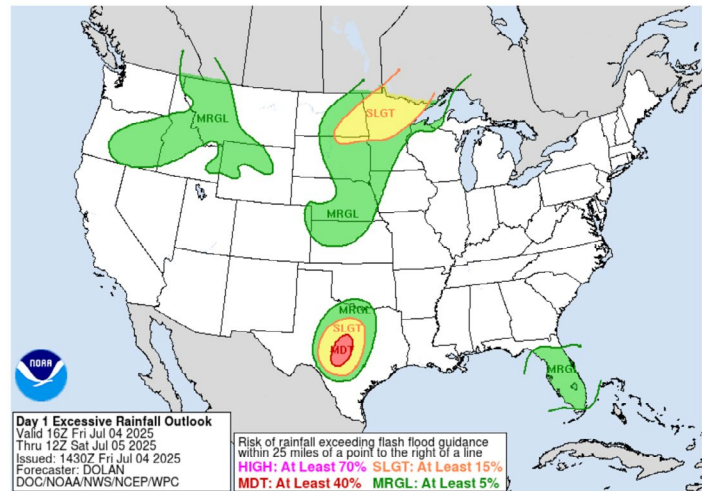 MRGL
SLGT
MRGL
MRGL
SLGT
MDT
MRGL
NOAA
Day 1 Excessive Rainfall Outlook
Valid 16Z Fri Jul 04 2025
Thru 12Z Sat Jul 05 2025
Issued: 1430Z Fri Jul 04 2025
Forecaster: DOLAN
DOC/NOAA/NWS/NCEP/WPC
Risk of rainfall exceeding flash flood guidance
within 25 miles of a point to the right of a line
HIGH: At Least 70% SLGT: At Least 15%
MDT: At Least 40% MRGL: At Least 5%